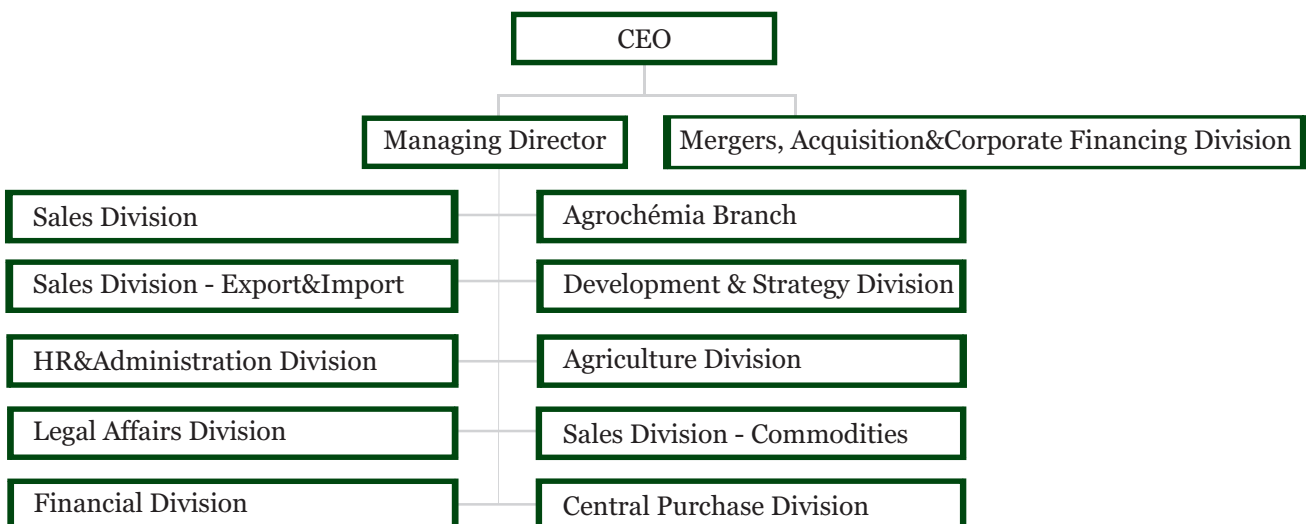 CEO
Managing Director
Mergers, Acquisition&Corporate Financing Division
Sales Division
Agrochémia Branch
Sales Division - Export&Import
Development & Strategy Division
HR&Administration Division
Agriculture Division
Legal Affairs Division
Sales Division - Commodities
Financial Division
Central Purchase Division